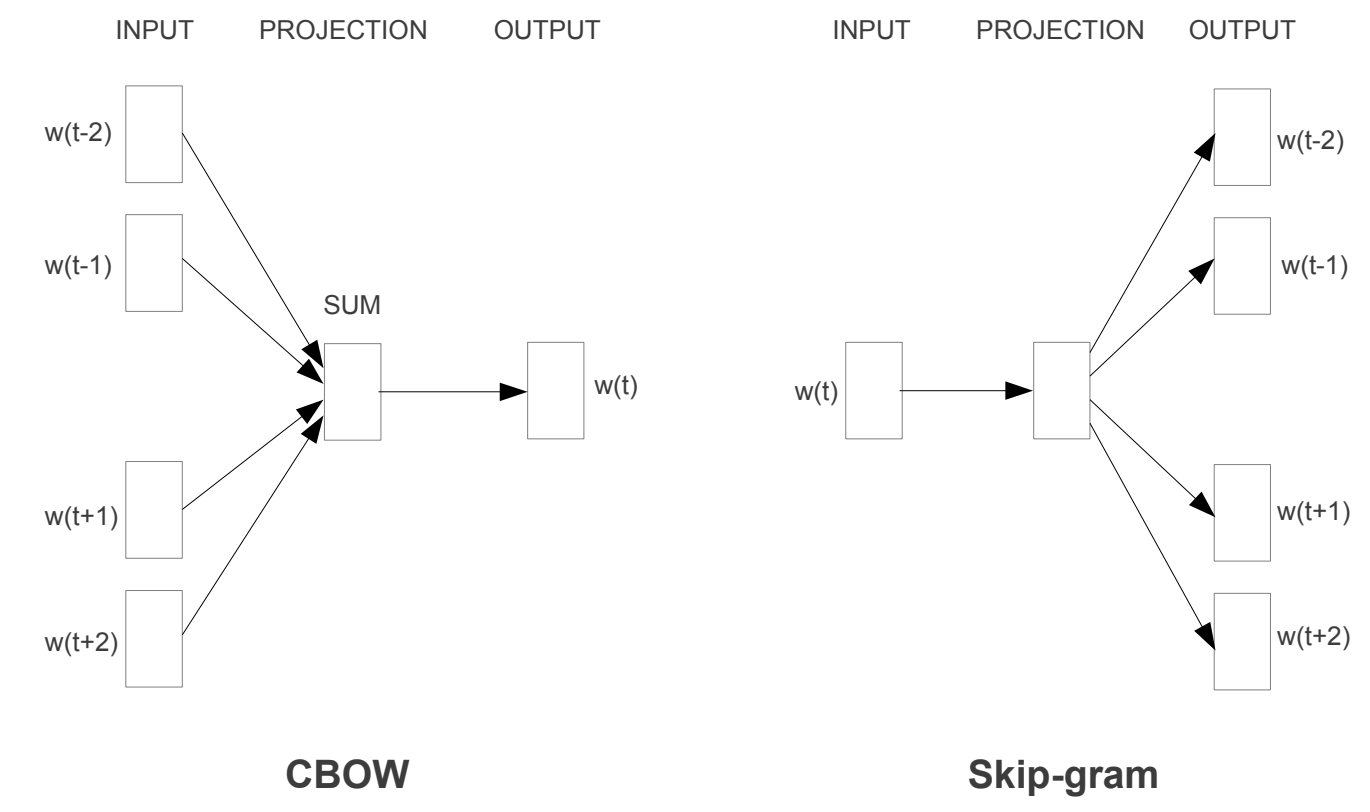 INPUT PROJECTION OUTPUT
w(t-2)
w(t-1)
SUM
w(t)
w(t+1)
w(t+2)
CBOW
INPUT PROJECTION OUTPUT
w(t-2)
w(t-1)
w(t)
w(t+1)
w(t+2)
Skip-gram